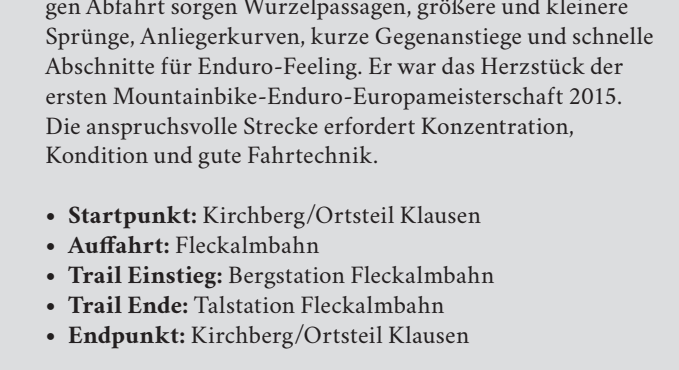 gen Abfahrt sorgen Wurzelpassagen, größere und kleinere
Sprünge, Anliegerkurven, kurze Gegenanstiege und schnelle
Abschnitte für Enduro-Feeling. Er war das Herzstück der
ersten Mountainbike-Enduro-Europameisterschaft 2015.
Die anspruchsvolle Strecke erfordert Konzentration,
Kondition und gute Fahrtechnik.
• Startpunkt: Kirchberg/Ortsteil Klausen
• Auffahrt: Fleckalmbahn
• Trail Einstieg: Bergstation Fleckalmbahn
• Trail Ende: Talstation Fleckalmbahn
• Endpunkt: Kirchberg/Ortsteil Klausen